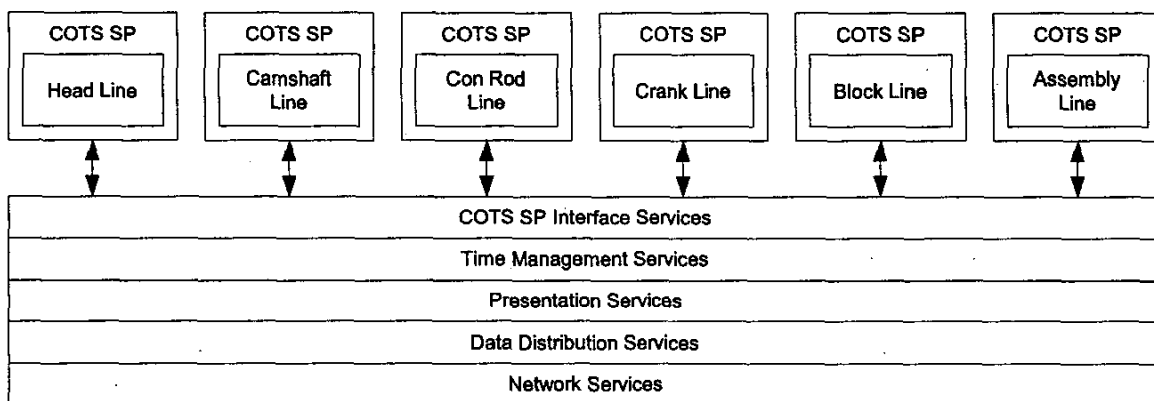 COTS SP COTS SP COTS SP COTS SP COTS SP COTS SP
Head Line
Camshaft
Line
Con Rod
Line
Crank Line
Block Line
Assembly
Line
COTS SP Interface Services
Time Management Services
Presentation Services
Data Distribution Services
Network Services